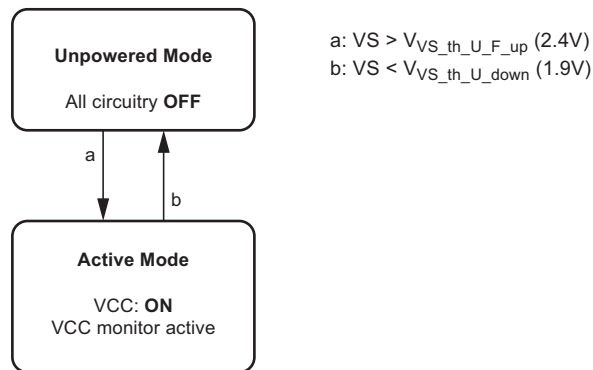 Unpowered Mode
All circuitry OFF
a: VS > VVS_th_U_F_up (2.4V)
b: VS < VVS_th_U_down (1.9V)
a
b
Active Mode
VCC: ON
VCC monitor active